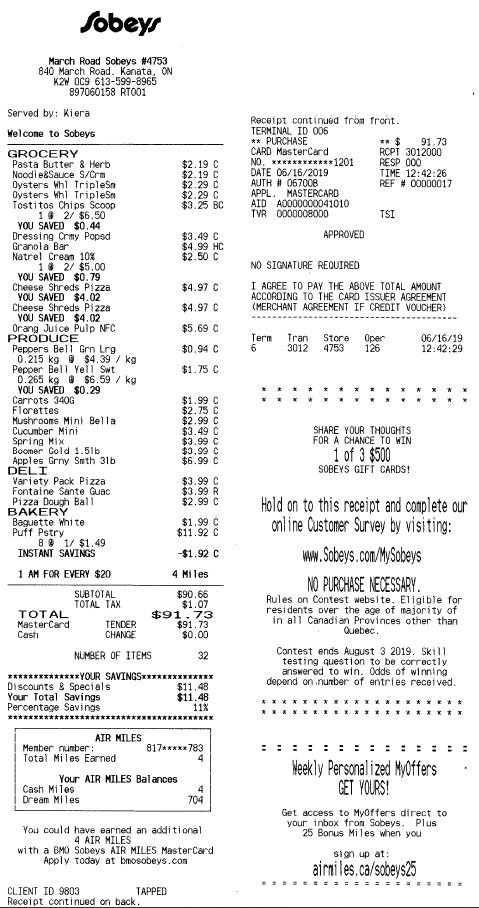 Sobeys
March Road Sobeys #4753
840 March Road. Kanata, ON
K2W 0C9 613-599-8965
897060158 RT001
Served by: Kiera
Welcome to Sobeys
GROCERY
Pasta Butter & Herb $2.19 C
Noodle&Sauce S/Crm $2.19 C
Oysters Whl TripleSm $2.29 C
Oysters Whl TripleSm $2.29 C
Tostitos Chips Scoop $3.25 BC
1 @ 2/ $6.50
YOU SAVED $0.44
Dressing Crmy Popsd $3.49 C
Granola Bar $4.99 HC
Natrel Cream 10% $2.50 C
1 @ 2/ $5.00
YOU SAVED $0.79
Cheese Shreds Pizza $4.97 C
YOU SAVED $4.02
Cheese Shreds Pizza $4.97 C
YOU SAVED $4.02
Orang Juice Pulp NFC $5.69 C
PRODUCE
Peppers Bell Grn Lrg $0.94 C
0.215 kg @ $4.39 / kg
Pepper Bell Yell Swt $1.75 C
0.265 kg @ $6.59 / kg
YOU SAVED $0.29
Carrots 340G $1.99 C
Florettes $2.75 C
Mushrooms Mini Bella $2.99 C
Cucumber Mini $3.49 C
Spring Mix $3.99 C
Boomer Gold 1.5lb $3.99 C
Apples Grny Smth 3lb $6.99 C
DELI
Variety Pack Pizza $3.99 C
Fontaine Sante Guac $3.99 R
Pizza Dough Ball $2.99 C
BAKERY
Baguette White $1.99 C
Puff Pstry $11.92 C
8 @ 1/ $1.49
INSTANT SAVINGS -$1.92 C
1 AM FOR EVERY $20 4 Miles
SUBTOTAL $90.66
TOTAL TAX $1.07
TOTAL $91.73
MasterCard TENDER $91.73
Cash CHANGE $0.00
NUMBER OF ITEMS 32
**************YOUR SAVINGS**************
Discounts & Specials $11.48
Your Total Savings $11.48
Percentage Savings 11%
****************************************
AIR MILES
Member number: 817*****783
Total Miles Earned 4
Your AIR MILES Balances
Cash Miles 4
Dream Miles 704
You could have earned an additional
4 AIR MILES
with a BMO Sobeys AIR MILES MasterCard
Apply today at bmosobeys.com
CLIENT ID 9803 TAPPED
Receipt continued on back.
Receipt continued from front.
TERMINAL ID 006
** PURCHASE ** $ 91.73
CARD MasterCard RCPT 3012000
NO. ************1201 RESP 000
DATE 06/16/2019 TIME 12:42:26
AUTH # 06700B REF # 00000017
APPL. MASTERCARD
AID A0000000041010
TVR 0000008000 TSI
APPROVED
NO SIGNATURE REQUIRED
I AGREE TO PAY THE ABOVE TOTAL AMOUNT
ACCORDING TO THE CARD ISSUER AGREEMENT
(MERCHANT AGREEMENT IF CREDIT VOUCHER)
----------------------------------------
Term Tran Store Oper 06/16/19
6 3012 4753 126 12:42:29
* * * * * * * * * * * * *
* * * * * * * * * * * * *
SHARE YOUR THOUGHTS
FOR A CHANCE TO WIN
1 of 3 $500
SOBEYS GIFT CARDS!
Hold on to this receipt and complete our
online Customer Survey by visiting:
www.Sobeys.com/MySobeys
NO PURCHASE NECESSARY.
Rules on Contest website. Eligible for
residents over the age of majority of
in all Canadian Provinces other than
Quebec.
Contest ends August 3 2019. Skill
testing question to be correctly
answered to win. Odds of winning
depend on number of entries received.
* * * * * * * * * * * * * * * * * * *
* * * * * * * * * * * * * * * * * * *
= = = = = = = = = = = = =
Weekly Personalized MyOffers
GET YOURS!
Get access to MyOffers direct to
your inbox from Sobeys. Plus
25 Bonus Miles when you
sign up at:
airmiles.ca/sobeys25
= = = = = = = = = = = = = = = = = = =